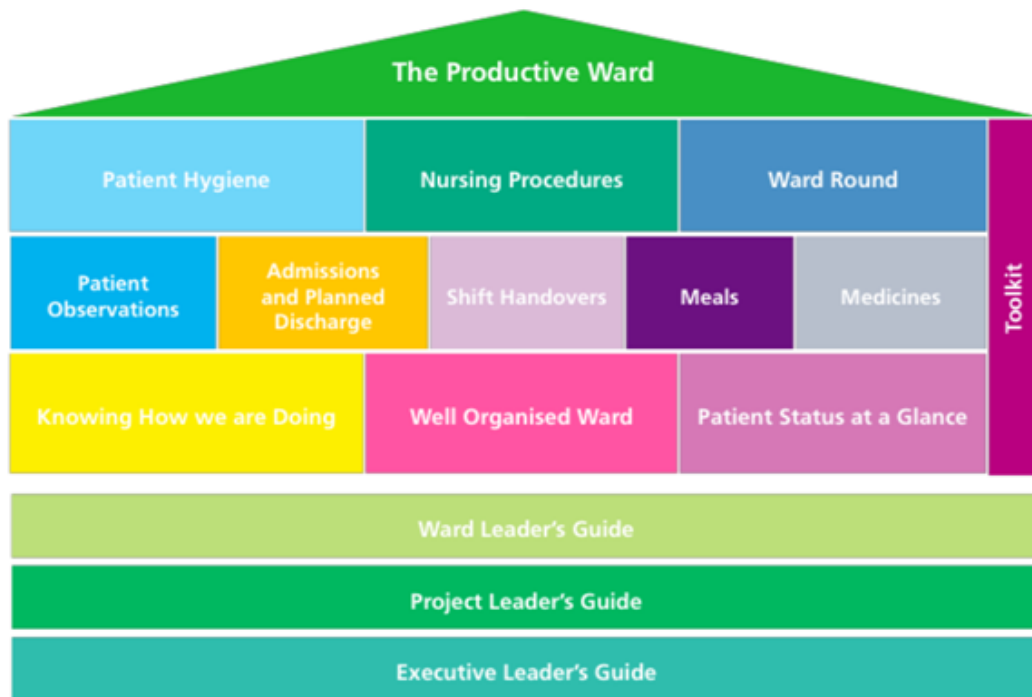 The Productive Ward
Patient Hygiene
Nursing Procedures
Ward Round
Toolkit
Patient
Observations
Admissions
and Planned
Discharge
Shift Handovers
Meals
Medicines
Knowing How we are Doing
Well Organised Ward
Patient Status at a Glance
Ward Leader's Guide
Project Leader's Guide
Executive Leader's Guide